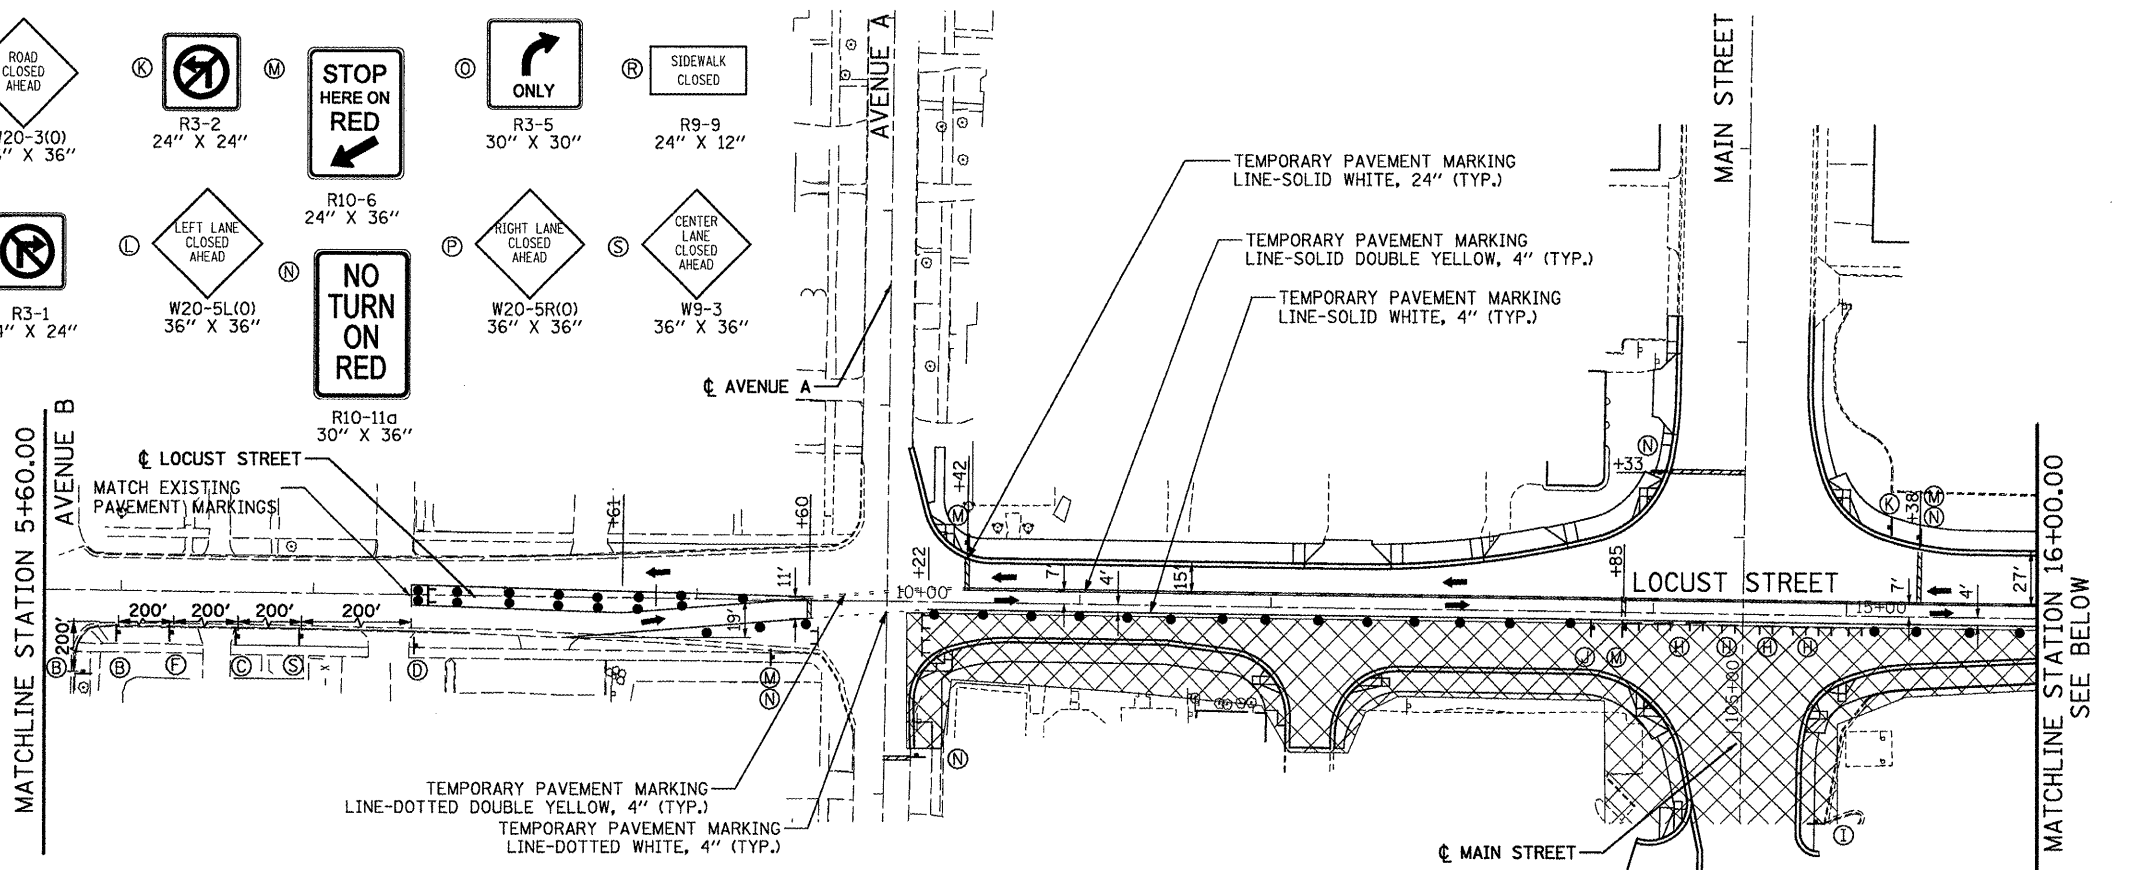 ROAD
CLOSED
AHEAD
W20-3(O)
" X 36"
K
R3-2
24" X 24"
M
STOP
HERE ON
RED
R10-6
24" X 36"
O
ONLY
R3-5
30" X 30"
R
SIDEWALK
CLOSED
R9-9
24" X 12"
R3-1
4" X 24"
L
LEFT LANE
CLOSED
AHEAD
W20-5L(O)
36" X 36"
N
NO
TURN
ON
RED
R10-11a
30" X 36"
P
RIGHT LANE
CLOSED
AHEAD
W20-5R(O)
36" X 36"
S
CENTER
LANE
CLOSED
AHEAD
W9-3
36" X 36"
AVENUE A
MAIN STREET
TEMPORARY PAVEMENT MARKING
LINE-SOLID WHITE, 24" (TYP.)
TEMPORARY PAVEMENT MARKING
LINE-SOLID DOUBLE YELLOW, 4" (TYP.)
TEMPORARY PAVEMENT MARKING
LINE-SOLID WHITE, 4" (TYP.)
℄ AVENUE A
MATCHLINE STATION 5+60.00
AVENUE B
℄ LOCUST STREET
MATCH EXISTING
PAVEMENT MARKINGS
+61
+60
+42
+22
+33
+85
+38
M
N
K
M
N
11'
19'
10+00
7'
4'
15'
LOCUST STREET
15+00
7'
4'
27'
200'
200'
200'
200'
200'
B
B
F
C
S
D
M
N
J
M
H
N
H
N
106+00
N
I
TEMPORARY PAVEMENT MARKING
LINE-DOTTED DOUBLE YELLOW, 4" (TYP.)
TEMPORARY PAVEMENT MARKING
LINE-DOTTED WHITE, 4" (TYP.)
℄ MAIN STREET
MATCHLINE STATION 16+00.00
SEE BELOW